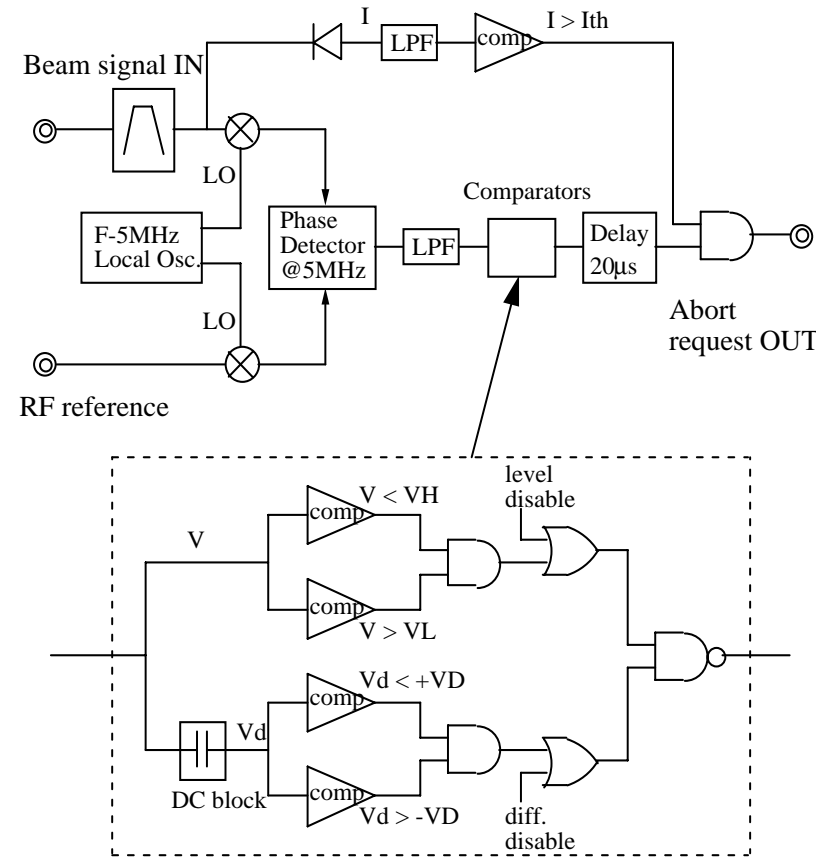 I
I > Ith
LPF
comp
Beam signal IN
LO
Comparators
F-5MHz
Local Osc.
Phase
Detector
@5MHz
LPF
Delay
20μs
LO
Abort
request OUT
RF reference
level
disable
V < VH
comp
V
comp
V > VL
Vd < +VD
comp
Vd
DC block
comp
Vd > -VD
diff.
disable